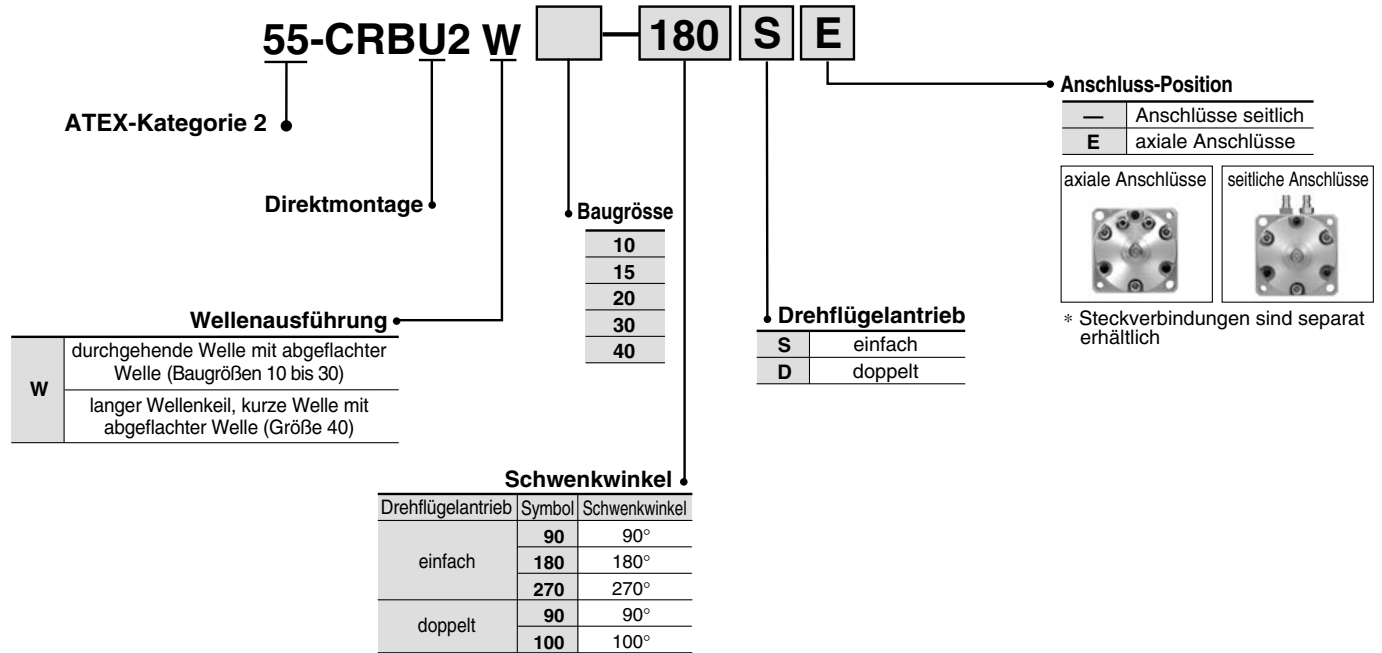 55-CRBU2 W — 180 S E
ATEX-Kategorie 2
Direktmontage
Wellenausführung
W
durchgehende Welle mit abgeflachter
Welle (Baugrößen 10 bis 30)
langer Wellenkeil, kurze Welle mit
abgeflachter Welle (Größe 40)
Baugrösse
10
15
20
30
40
Schwenkwinkel
Drehflügelantrieb Symbol Schwenkwinkel
einfach
90 90°
180 180°
270 270°
doppelt
90 90°
100 100°
Drehflügelantrieb
S einfach
D doppelt
Anschluss-Position
— Anschlüsse seitlich
E axiale Anschlüsse
axiale Anschlüsse
seitliche Anschlüsse
* Steckverbindungen sind separat
erhältlich